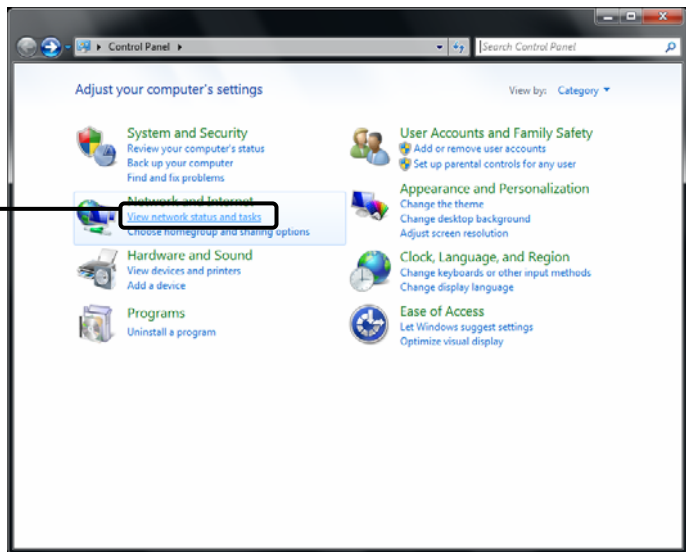 Control Panel
Search Control Panel
Adjust your computer's settings
View by: Category
System and Security
Review your computer's status
Back up your computer
Find and fix problems
Network and Internet
View network status and tasks
Choose homegroup and sharing options
Hardware and Sound
View devices and printers
Add a device
Programs
Uninstall a program
User Accounts and Family Safety
Add or remove user accounts
Set up parental controls for any user
Appearance and Personalization
Change the theme
Change desktop background
Adjust screen resolution
Clock, Language, and Region
Change keyboards or other input methods
Change display language
Ease of Access
Let Windows suggest settings
Optimize visual display